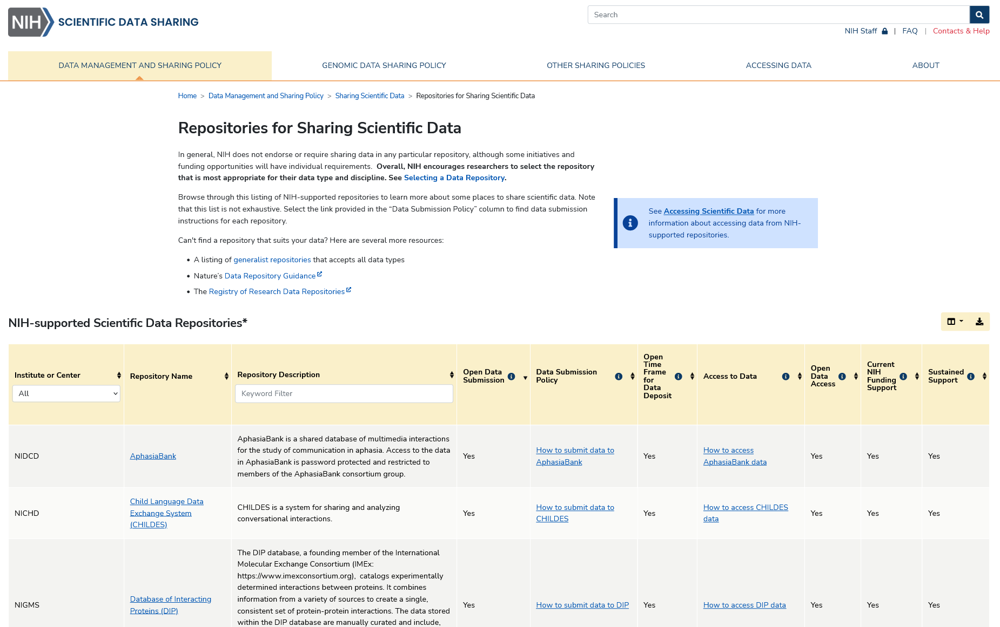 NIH SCIENTIFIC DATA SHARING
Search
NIH Staff | FAQ | Contacts & Help
DATA MANAGEMENT AND SHARING POLICY
GENOMIC DATA SHARING POLICY
OTHER SHARING POLICIES
ACCESSING DATA
ABOUT
Home > Data Management and Sharing Policy > Sharing Scientific Data > Repositories for Sharing Scientific Data
Repositories for Sharing Scientific Data
In general, NIH does not endorse or require sharing data in any particular repository, although some initiatives and
funding opportunities will have individual requirements. Overall, NIH encourages researchers to select the repository
that is most appropriate for their data type and discipline. See Selecting a Data Repository.
Browse through this listing of NIH-supported repositories to learn more about some places to share scientific data. Note
that this list is not exhaustive. Select the link provided in the “Data Submission Policy” column to find data submission
instructions for each repository.
Can't find a repository that suits your data? Here are several more resources:
• A listing of generalist repositories that accepts all data types
• Nature’s Data Repository Guidance
• The Registry of Research Data Repositories
See Accessing Scientific Data for more
information about accessing data from NIH-
supported repositories.
NIH-supported Scientific Data Repositories*
Institute or Center
All
Repository Name
Repository Description
Keyword Filter
Open Data
Submission
Data Submission
Policy
Open
Time
Frame
for
Data
Deposit
Access to Data
Open
Data
Access
Current
NIH
Funding
Support
Sustained
Support
NIDCD
AphasiaBank
AphasiaBank is a shared database of multimedia interactions
for the study of communication in aphasia. Access to the data
in AphasiaBank is password protected and restricted to
members of the AphasiaBank consortium group.
Yes
How to submit data to
AphasiaBank
Yes
How to access
AphasiaBank data
Yes
Yes
Yes
NICHD
Child Language Data
Exchange System
(CHILDES)
CHILDES is a system for sharing and analyzing
conversational interactions.
Yes
How to submit data to
CHILDES
Yes
How to access CHILDES
data
Yes
Yes
Yes
NIGMS
Database of Interacting
Proteins (DIP)
The DIP database, a founding member of the International
Molecular Exchange Consortium (IMEx:
https://www.imexconsortium.org), catalogs experimentally
determined interactions between proteins. It combines
information from a variety of sources to create a single,
consistent set of protein-protein interactions. The data stored
within the DIP database are manually curated and include,
Yes
How to submit data to DIP
Yes
How to access DIP data
Yes
Yes
Yes